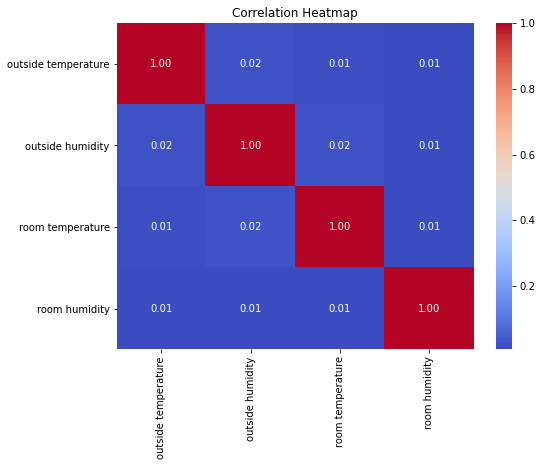 Correlation Heatmap
outside temperature 1.00 0.02 0.01 0.01
outside humidity 0.02 1.00 0.02 0.01
room temperature 0.01 0.02 1.00 0.01
room humidity 0.01 0.01 0.01 1.00
outside temperature
outside humidity
room temperature
room humidity
1.0
0.8
0.6
0.4
0.2